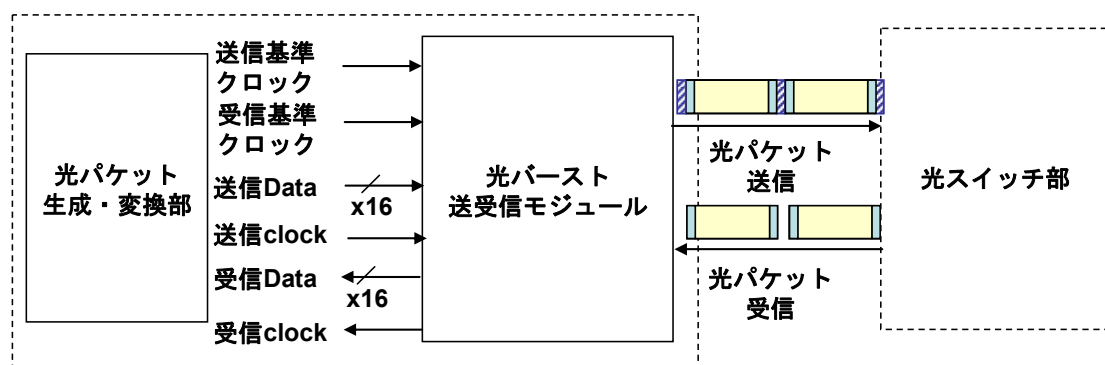 光パケット
生成・変換部
送信基準
クロック
受信基準
クロック
送信Data
x16
送信clock
受信Data
x16
受信clock
光バースト
送受信モジュール
光パケット
送信
光パケット
受信
光スイッチ部